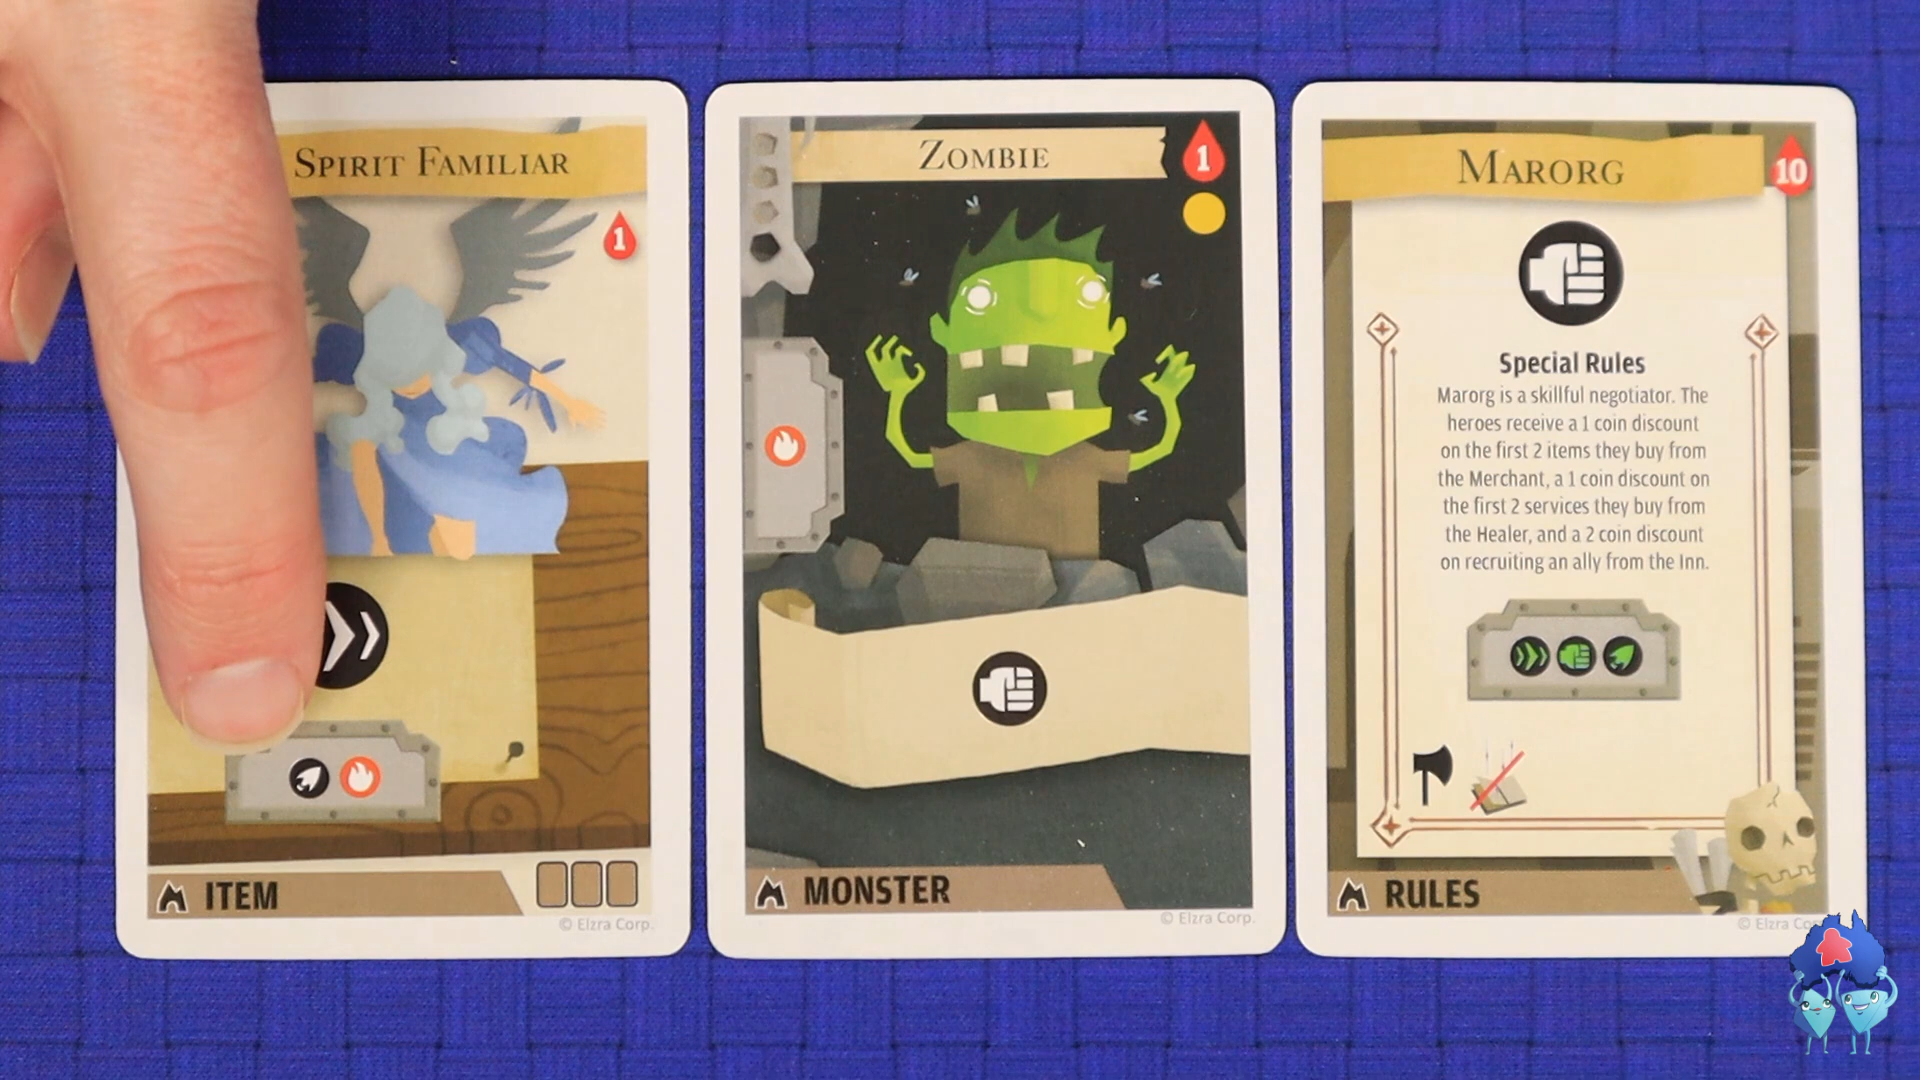 SPIRIT FAMILIAR
1
ITEM
© Elzra Corp.
ZOMBIE
1
MONSTER
© Elzra Corp.
MARORG
10
Special Rules
Marorg is a skillful negotiator. The
heroes receive a 1 coin discount
on the first 2 items they buy from
the Merchant, a 1 coin discount on
the first 2 services they buy from
the Healer, and a 2 coin discount
on recruiting an ally from the Inn.
RULES
© Elzra